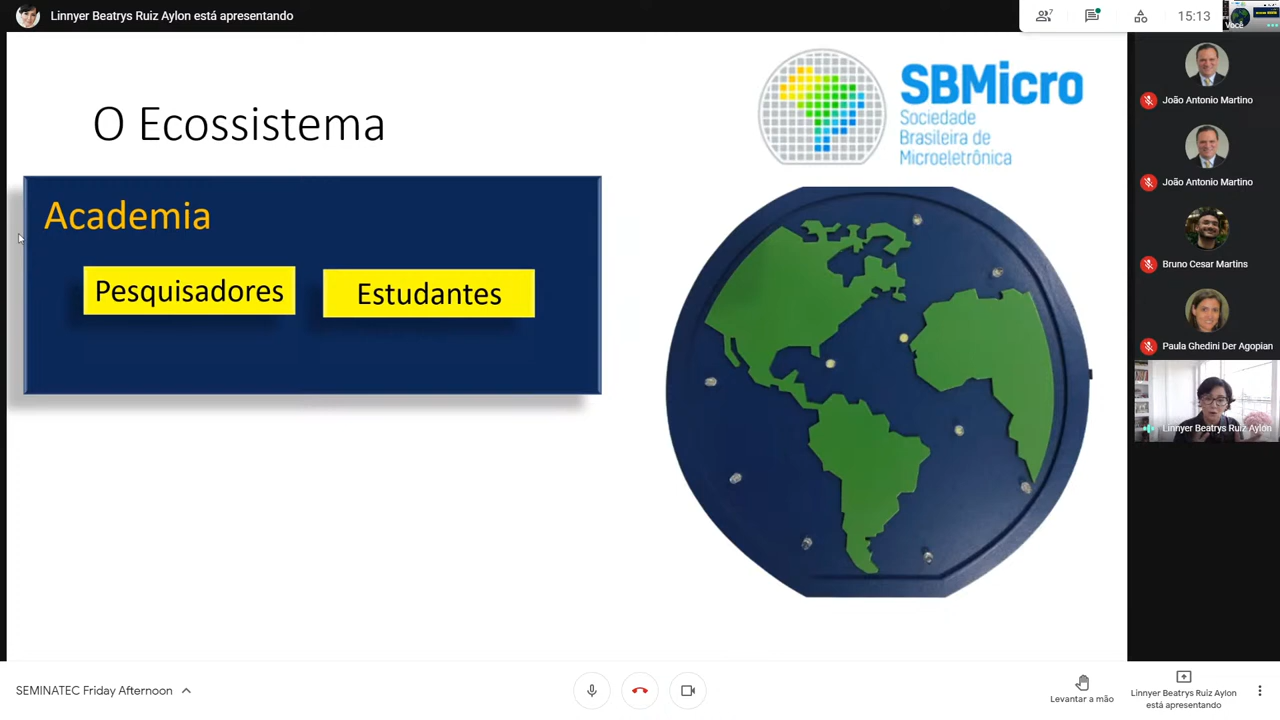 Linnyer Beatrys Ruiz Aylon está apresentando
7
15:13
Você
O Ecossistema
SBMicro
Sociedade
Brasileira de
Microeletrônica
Academia
Pesquisadores
Estudantes
João Antonio Martino
João Antonio Martino
Bruno Cesar Martins
Paula Ghedini Der Agopian
Linnyer Beatrys Ruiz Aylon
SEMINATEC Friday Afternoon
Levantar a mão
Linnyer Beatrys Ruiz Aylon
está apresentando